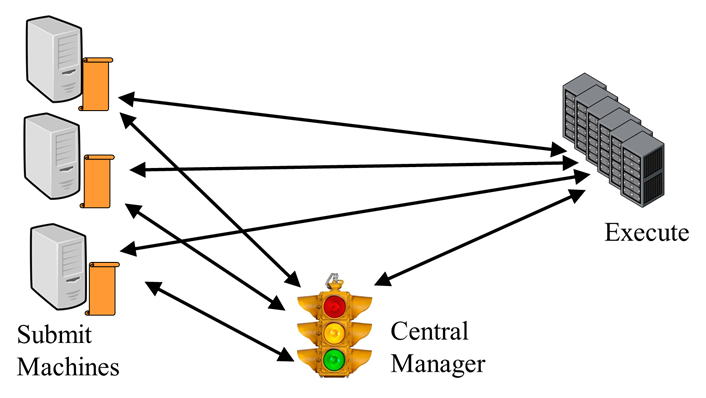 Execute
Submit
Machines
Central
Manager